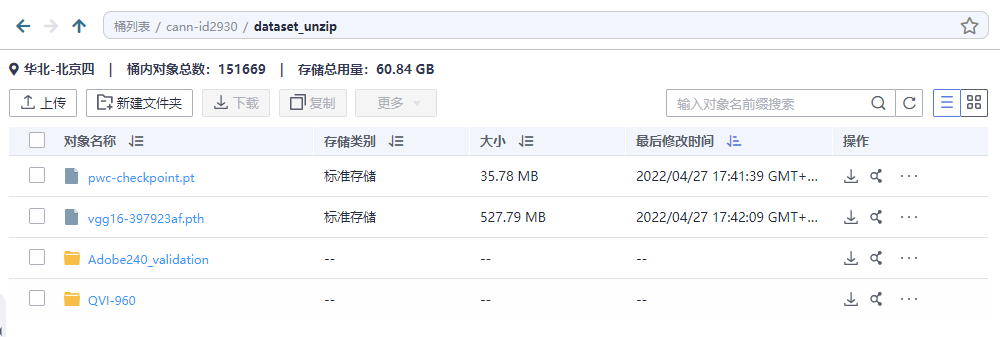 桶列表 / cann-id2930 / dataset_unzip
华北-北京四 | 桶内对象总数：151669 | 存储总用量：60.84 GB
上传 新建文件夹 下载 复制 更多 输入对象名前缀搜索
对象名称 存储类别 大小 最后修改时间 操作
pwc-checkpoint.pt 标准存储 35.78 MB 2022/04/27 17:41:39 GMT+... ...
vgg16-397923af.pth 标准存储 527.79 MB 2022/04/27 17:42:09 GMT+... ...
Adobe240_validation -- -- -- ...
QVI-960 -- -- -- ...